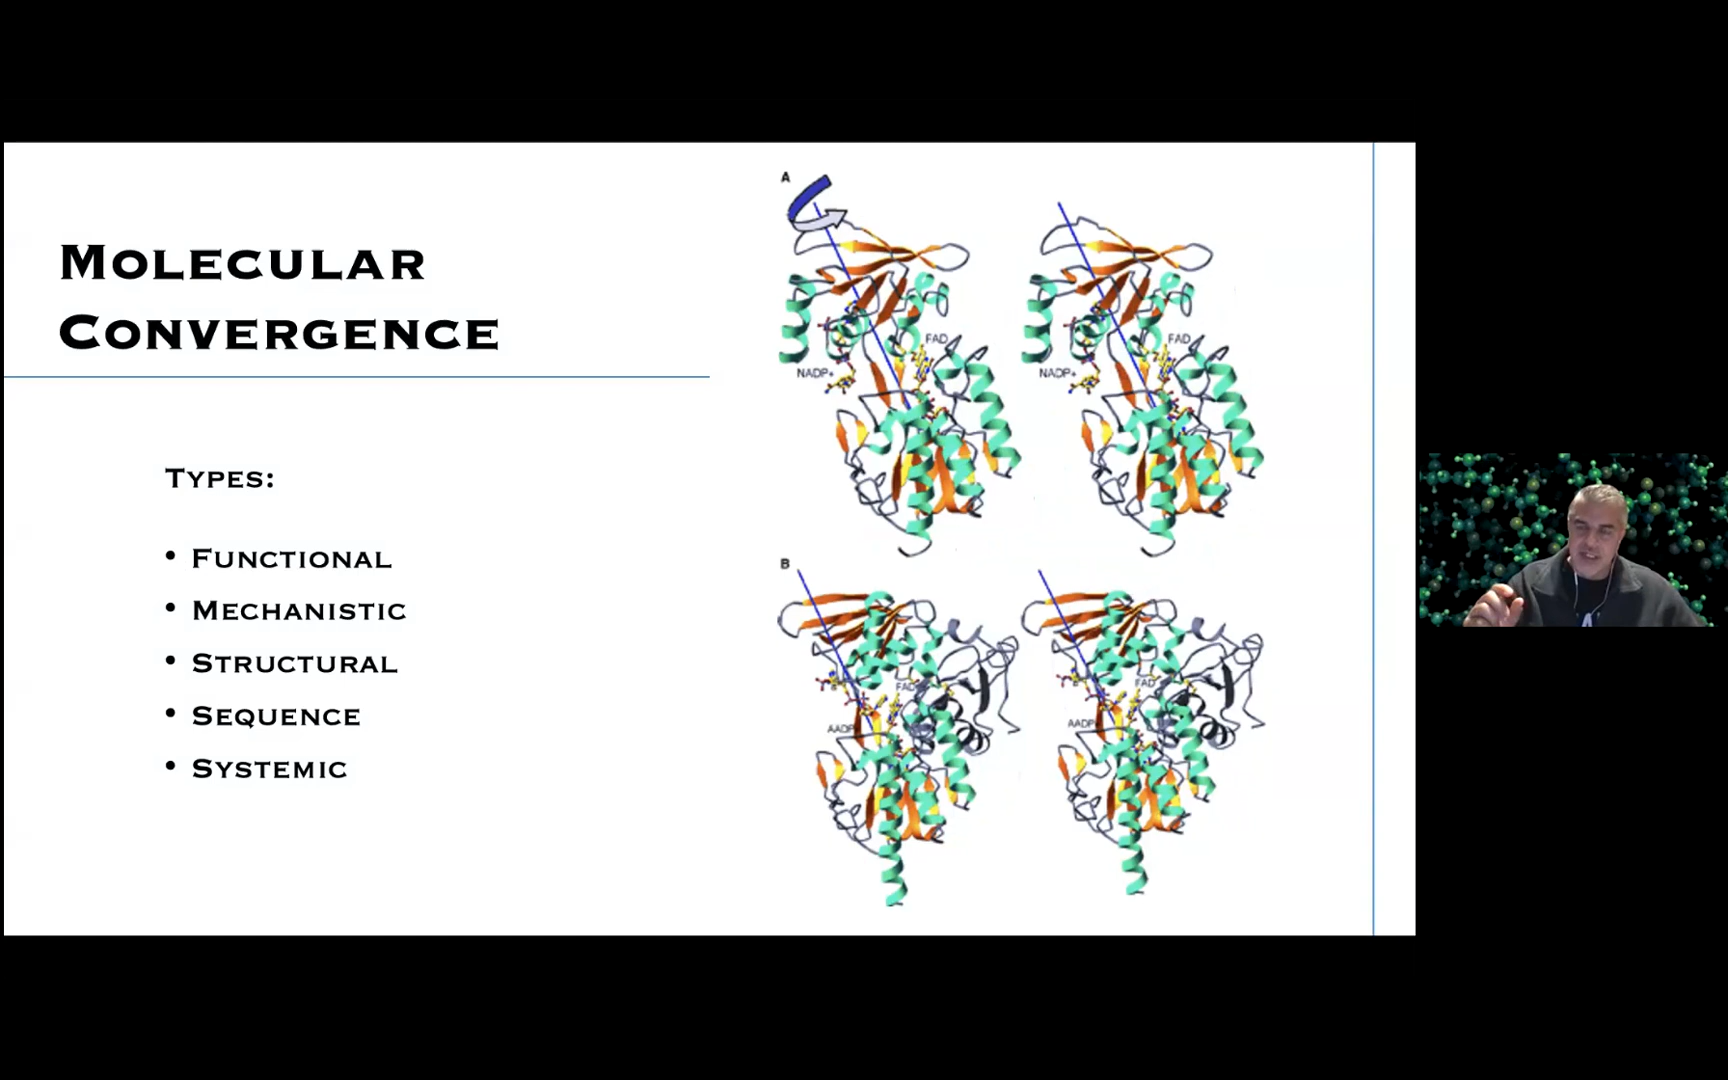 Molecular
Convergence
Types:
• Functional
• Mechanistic
• Structural
• Sequence
• Systemic
A
FAD
NADP+
FAD
NADP+
B
FAD
AADP
FAD
AADP
A